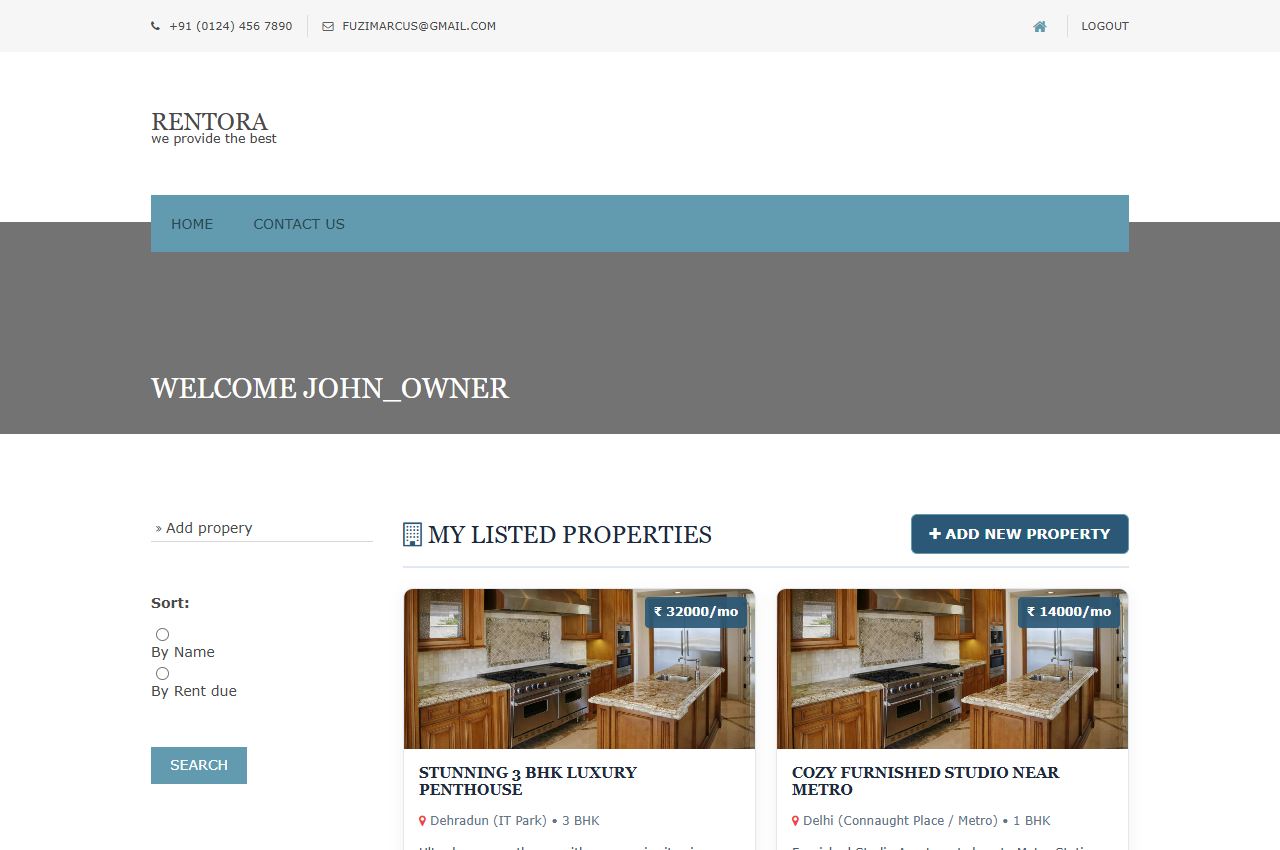 +91 (0124) 456 7890
FUZIMARCUS@GMAIL.COM
LOGOUT
RENTORA
we provide the best
HOME
CONTACT US
WELCOME JOHN_OWNER
» Add propery
Sort:
By Name
By Rent due
SEARCH
MY LISTED PROPERTIES
ADD NEW PROPERTY
₹ 32000/mo
STUNNING 3 BHK LUXURY
PENTHOUSE
Dehradun (IT Park) • 3 BHK
₹ 14000/mo
COZY FURNISHED STUDIO NEAR
METRO
Delhi (Connaught Place / Metro) • 1 BHK